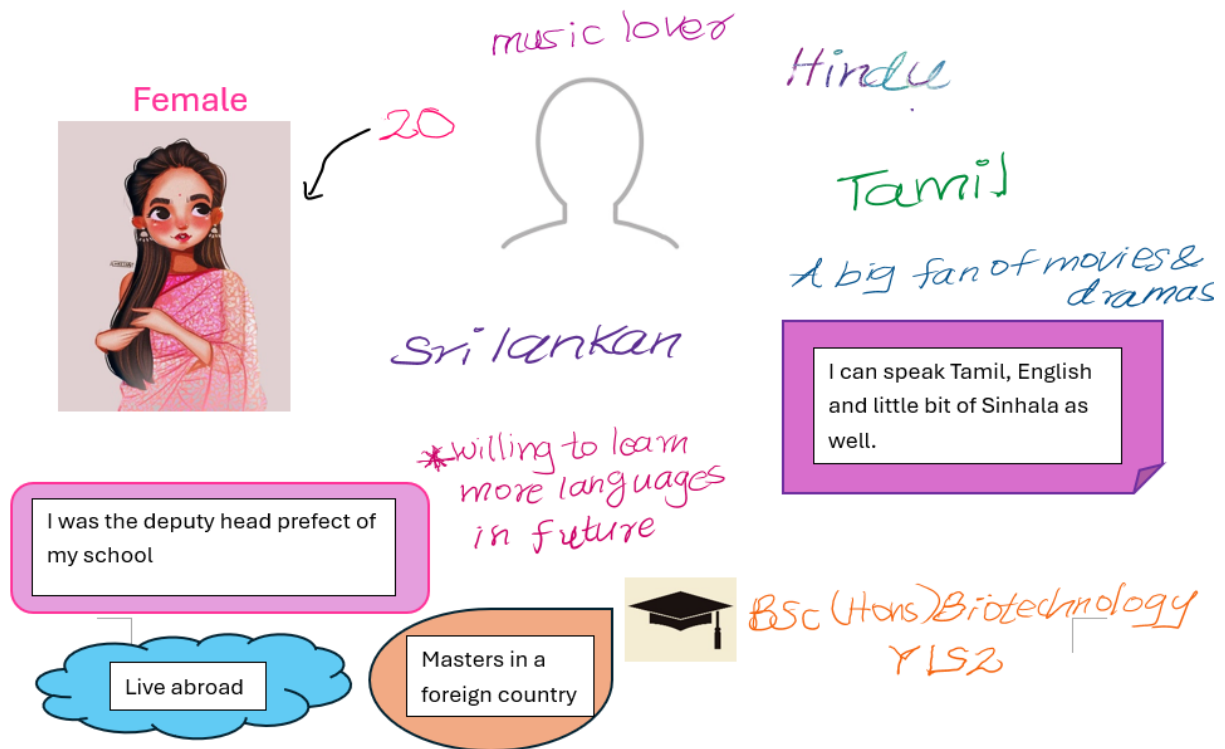 music lover
Hindu
Female
20
Tamil
A big fan of movies &
dramas
Sri lankan
I can speak Tamil, English
and little bit of Sinhala as
well.
*willing to learn
more languages
in future
I was the deputy head prefect of
my school
BSc (Hons) Biotechnology
Y1S2
Live abroad
Masters in a
foreign country